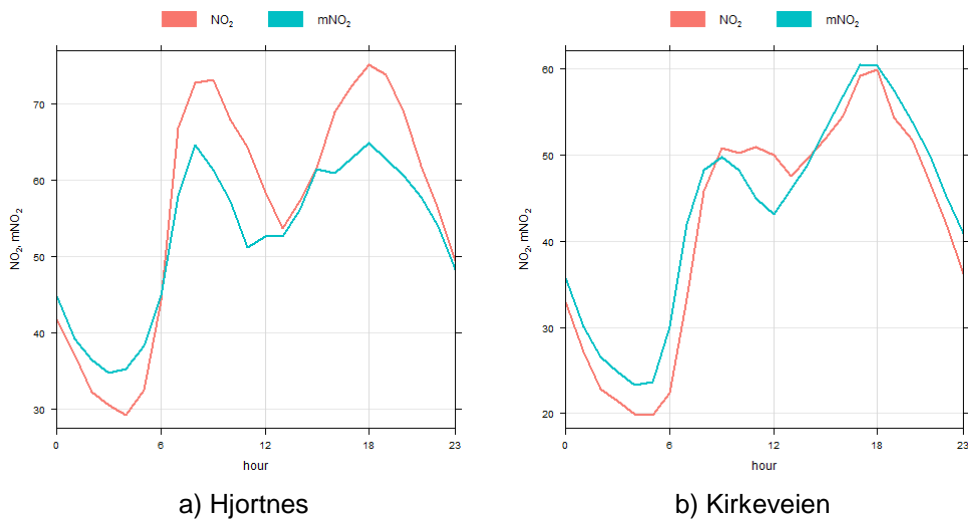 NO₂ mNO₂
NO₂, mNO₂
70
60
50
40
30
0 6 12 18 23
hour
a) Hjortnes
NO₂ mNO₂
NO₂, mNO₂
60
50
40
30
20
0 6 12 18 23
hour
b) Kirkeveien